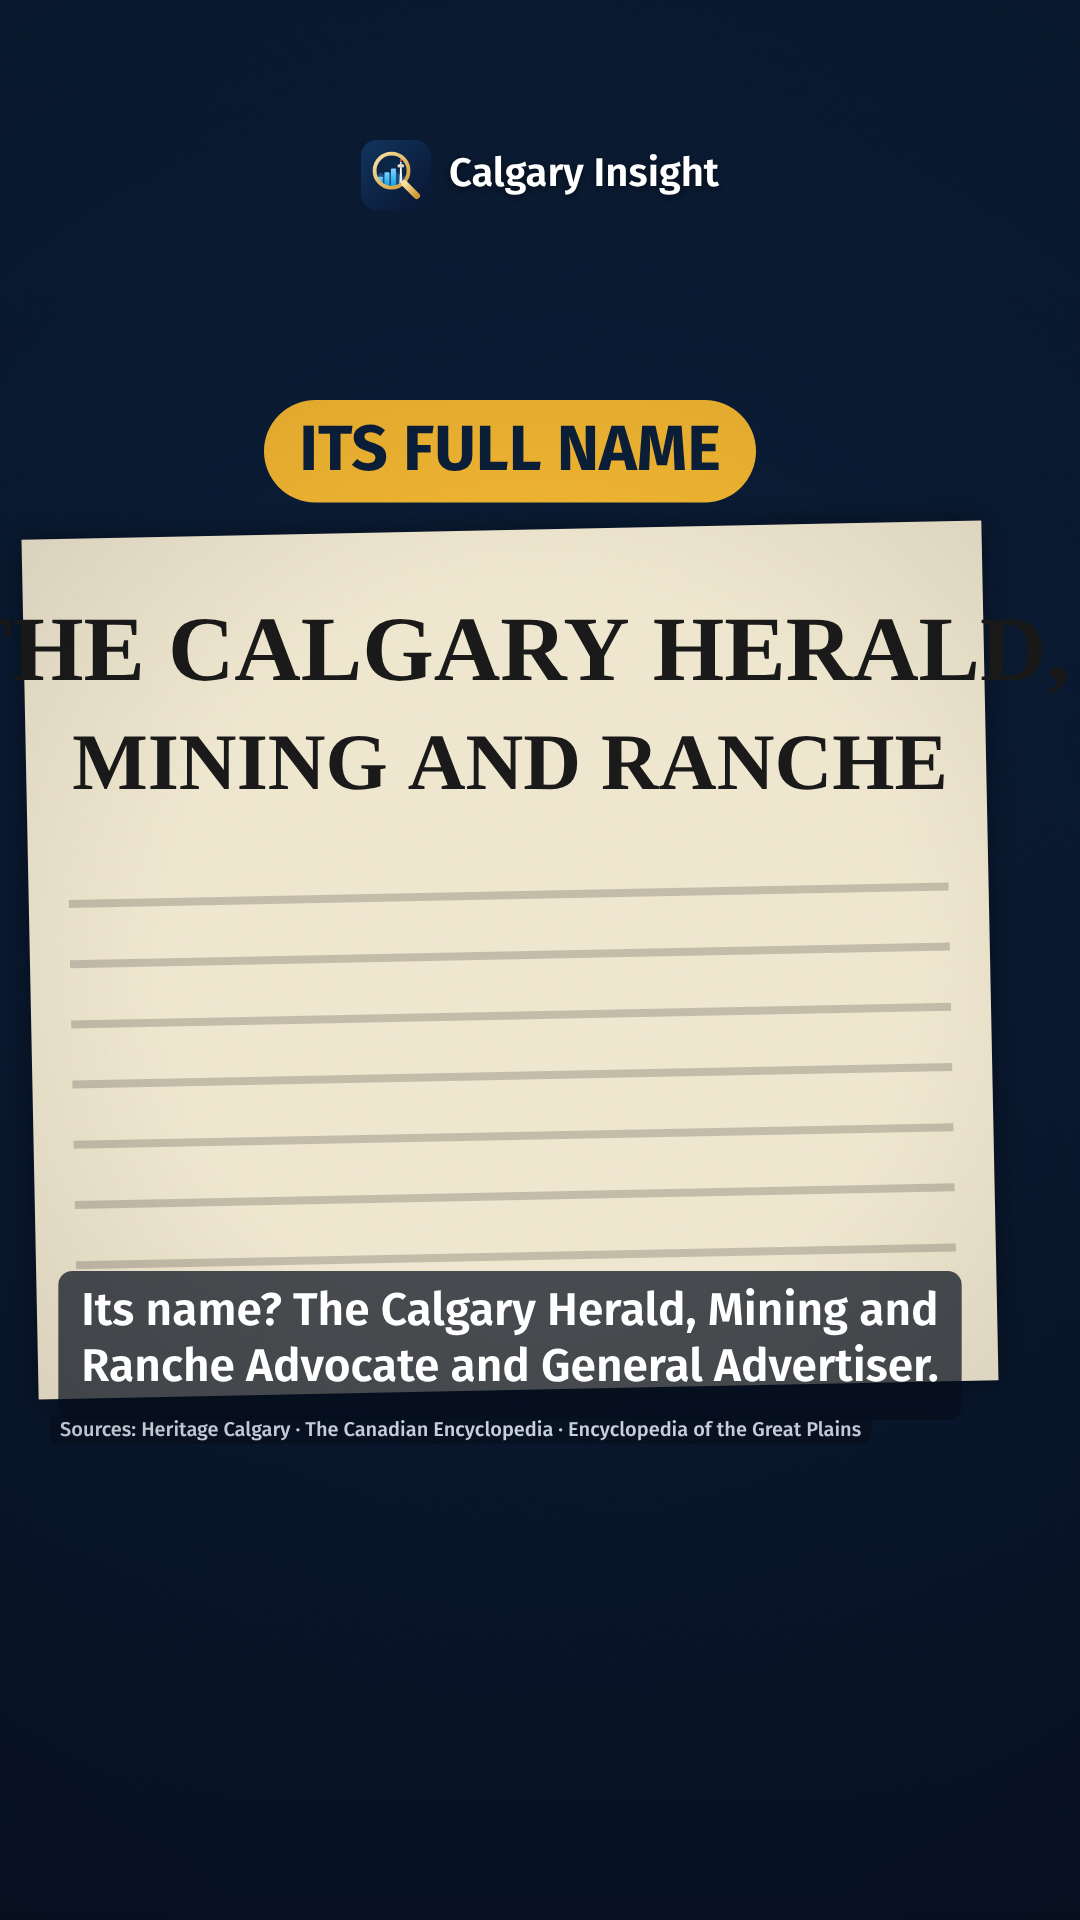 Calgary Insight
ITS FULL NAME
THE CALGARY HERALD,
MINING AND RANCHE
Its name? The Calgary Herald, Mining and
Ranche Advocate and General Advertiser.
Sources: Heritage Calgary · The Canadian Encyclopedia · Encyclopedia of the Great Plains